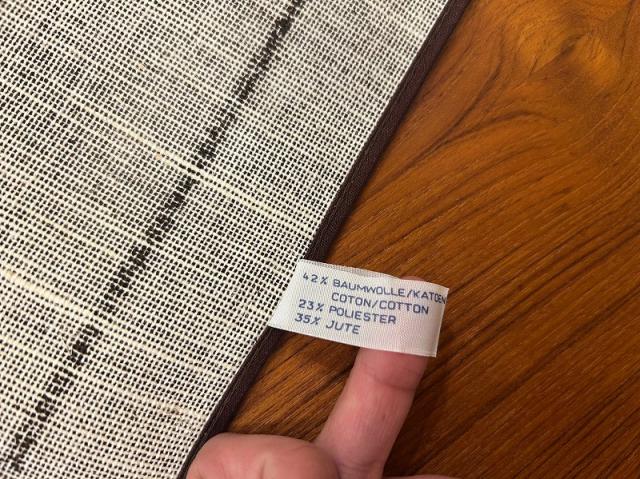 42% BAUMWOLLE/KATOEN
COTON/COTTON
23% POLIESTER
35% JUTE